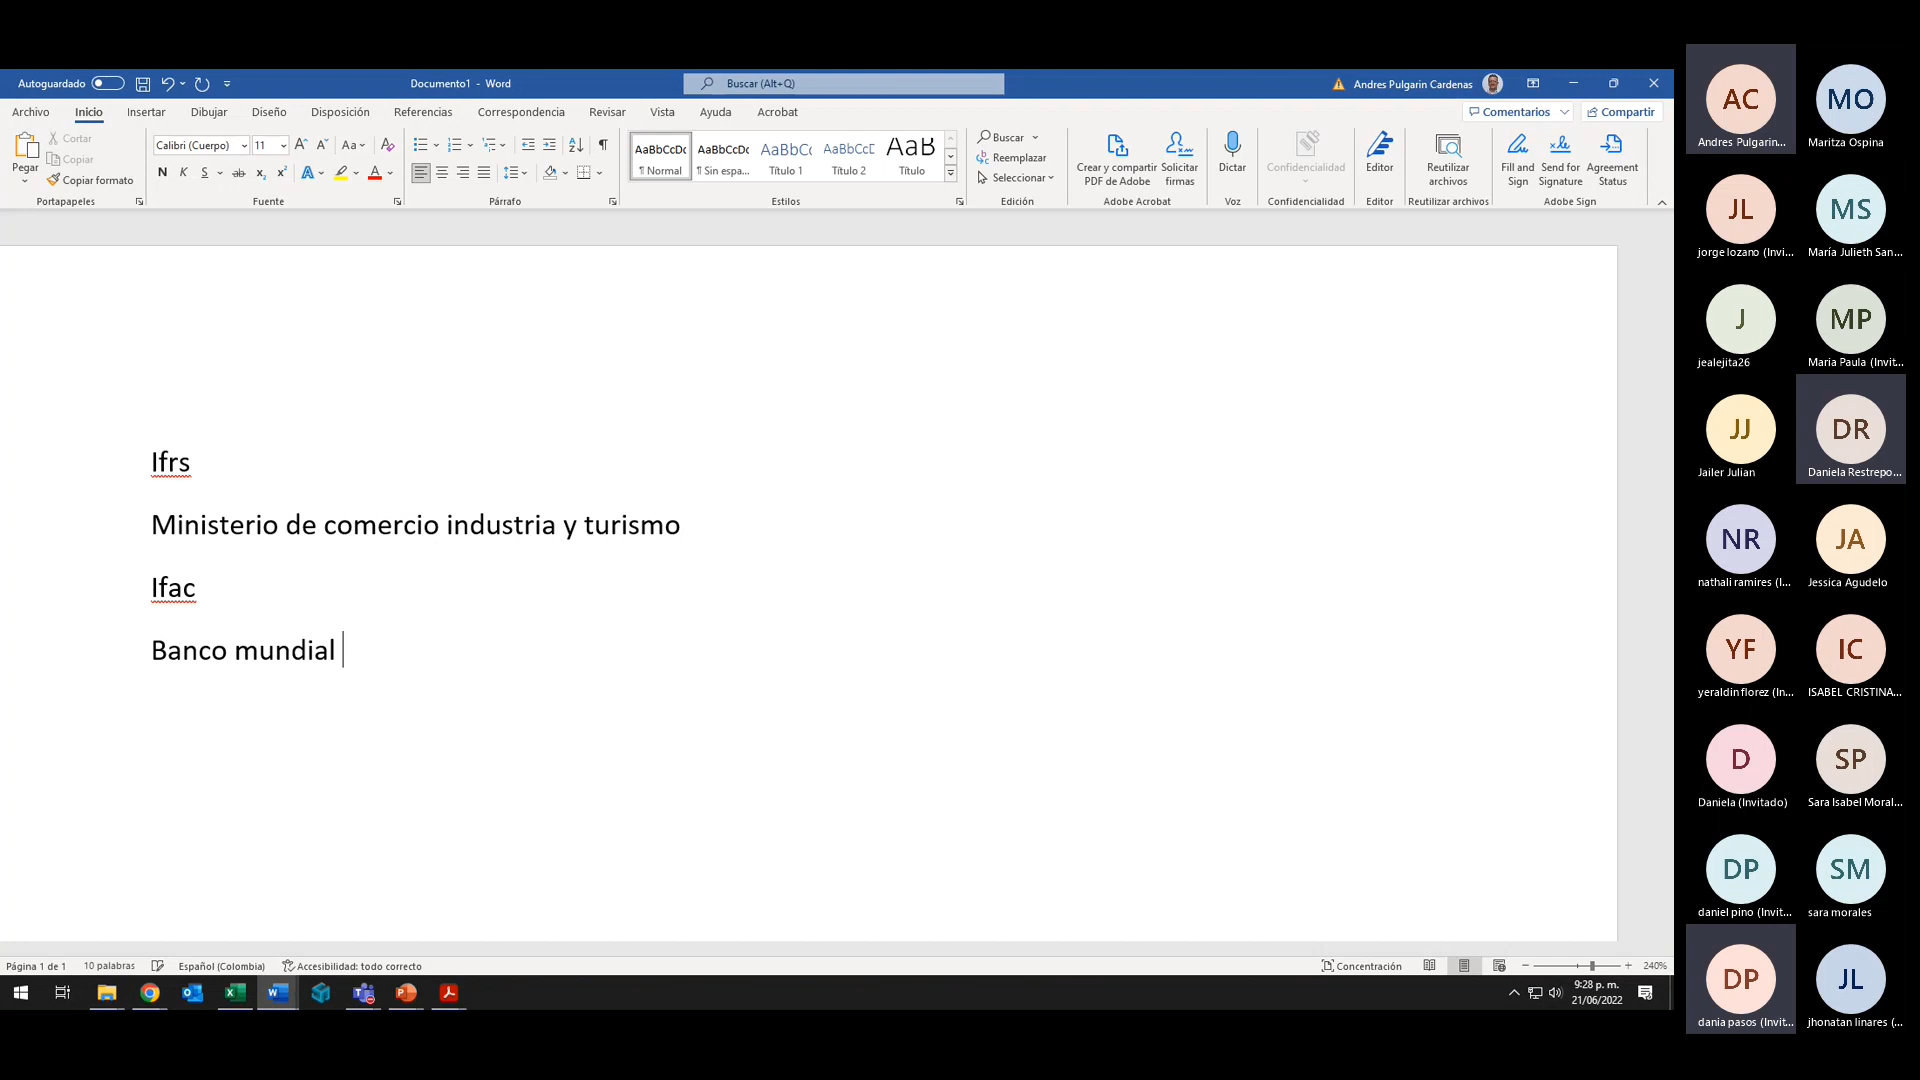 Autoguardado
Documento1 - Word
Buscar (Alt+Q)
Andres Pulgarin Cardenas
Archivo Inicio Insertar Dibujar Diseño Disposición Referencias Correspondencia Revisar Vista Ayuda Acrobat
Comentarios Compartir
Pegar
Cortar
Copiar
Copiar formato
Portapapeles
Calibri (Cuerpo) 11
Fuente
Párrafo
AaBbCcDc AaBbCcDc AaBbCc AaBbCcD AaB
Normal Sin espa... Título 1 Título 2 Título
Estilos
Buscar
Reemplazar
Seleccionar
Edición
Crear y compartir PDF de Adobe
Solicitar firmas
Adobe Acrobat
Dictar
Voz
Confidencialidad
Confidencialidad
Editor
Editor
Reutilizar archivos
Reutilizar archivos
Fill and Sign
Send for Signature
Agreement Status
Adobe Sign
Ifrs
Ministerio de comercio industria y turismo
Ifac
Banco mundial
Página 1 de 1 10 palabras Español (Colombia) Accesibilidad: todo correcto
Concentración 240%
9:28 p. m.
21/06/2022
AC MO
Andres Pulgarin... Maritza Ospina
JL MS
jorge lozano (Invi... María Julieth San...
J MP
jealejita26 Maria Paula (Invit...
JJ DR
Jailer Julian Daniela Restrepo...
NR JA
nathali ramires (I... Jessica Agudelo
YF IC
yeraldin florez (In... ISABEL CRISTINA...
D SP
Daniela (Invitado) Sara Isabel Moral...
DP SM
daniel pino (Invit... sara morales
DP JL
dania pasos (Invit... jhonatan linares (...